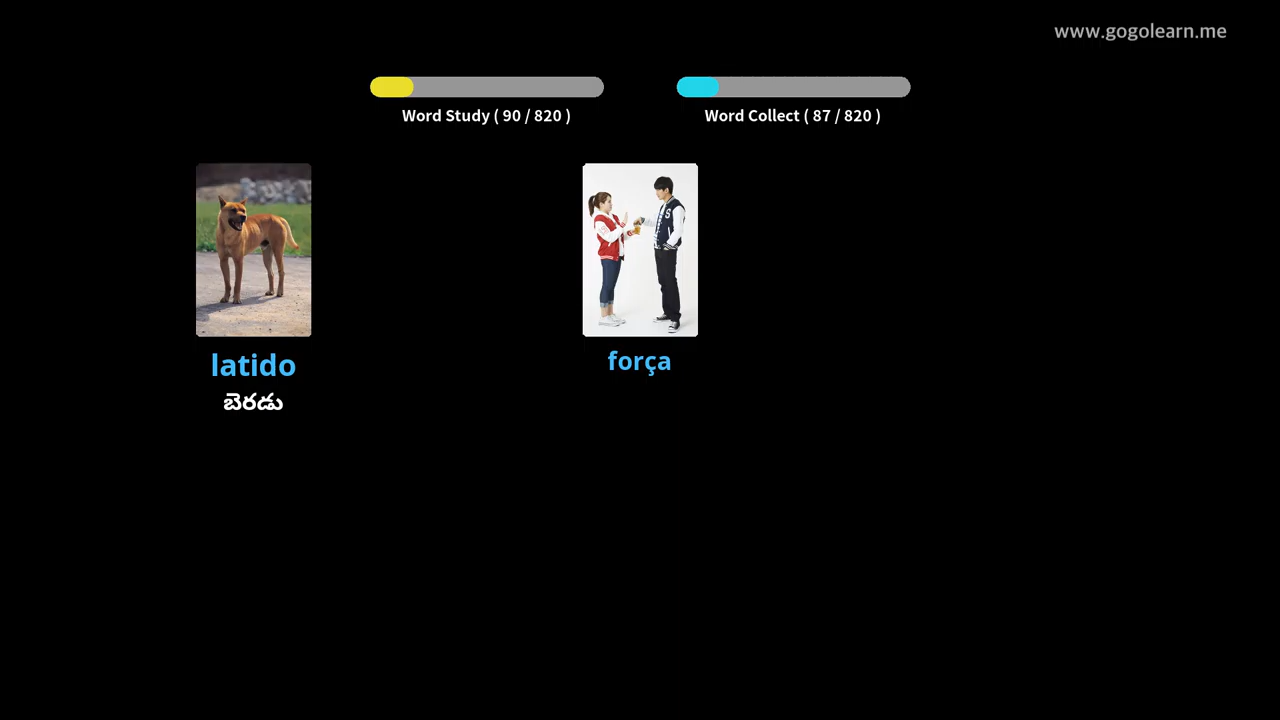 www.gogolearn.me
Word Study ( 90 / 820 )
Word Collect ( 87 / 820 )
latido
బెరడు
força